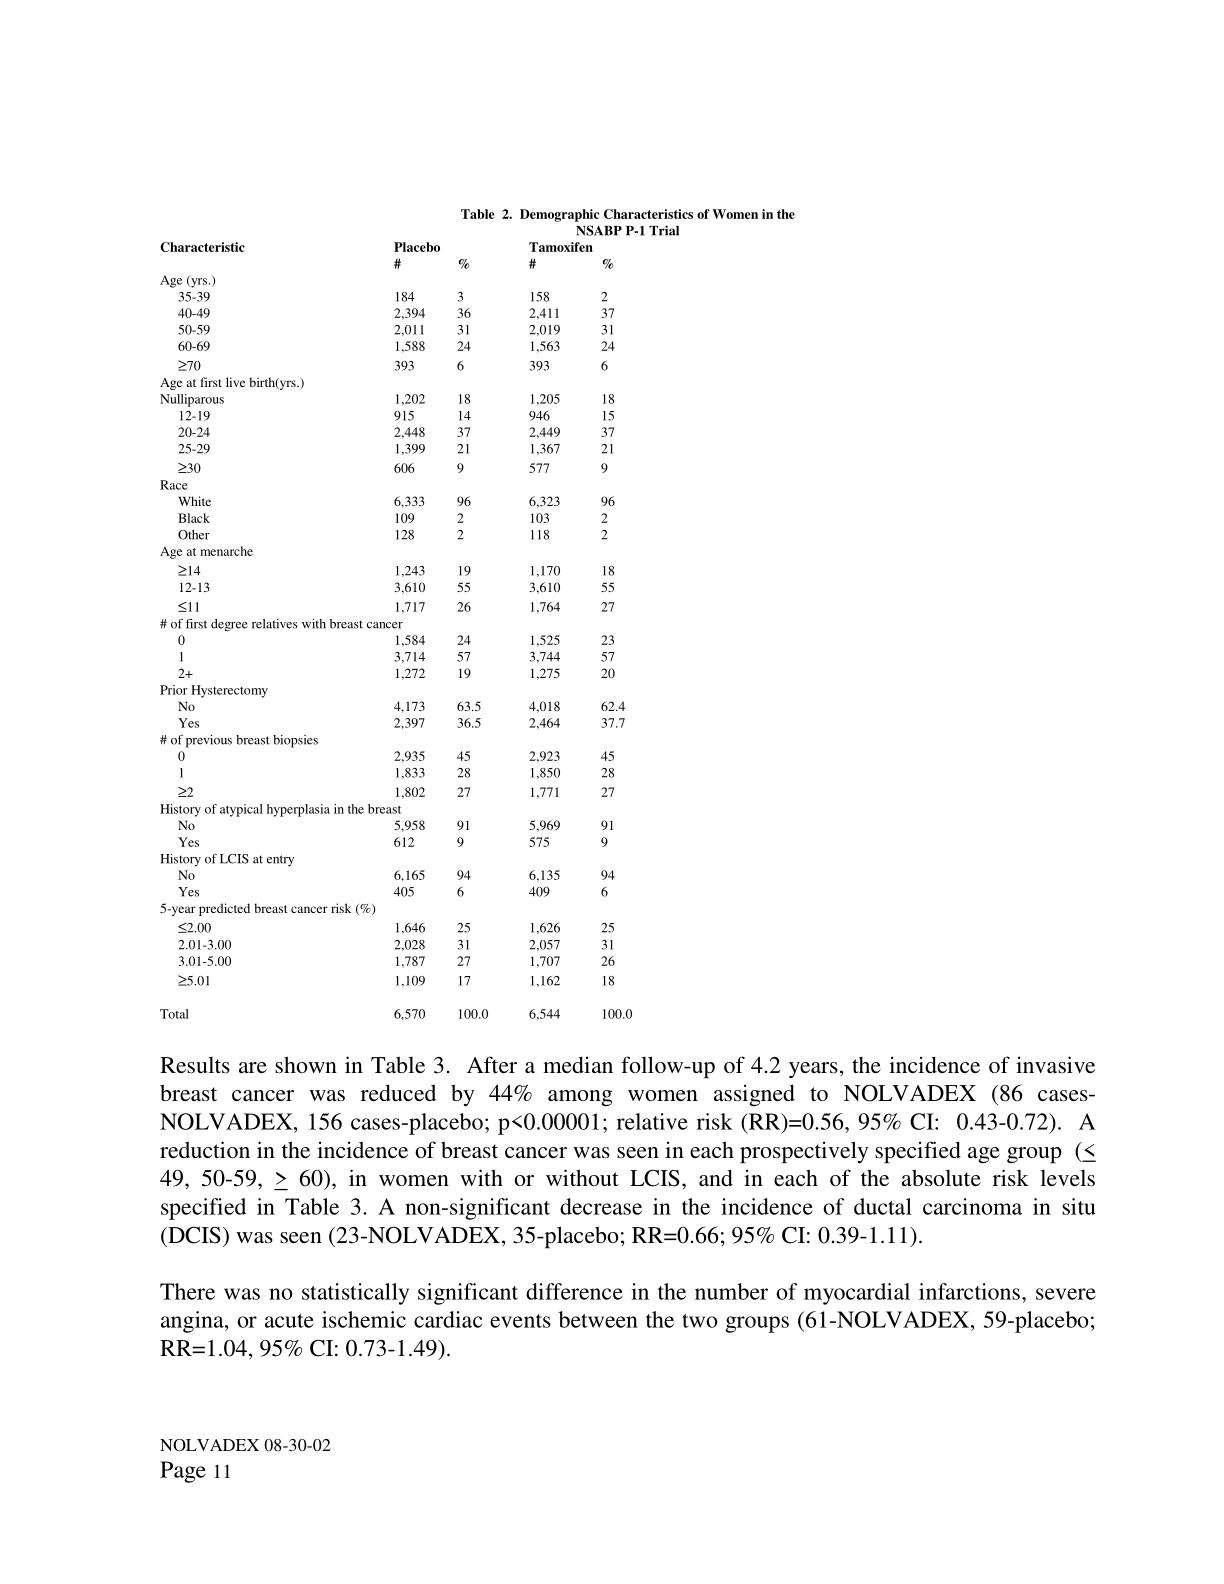 Table 2. Demographic Characteristics of Women in the
NSABP P-1 Trial
Characteristic Placebo Tamoxifen
# % # %
Age (yrs.)
35-39 184 3 158 2
40-49 2,394 36 2,411 37
50-59 2,011 31 2,019 31
60-69 1,588 24 1,563 24
≥70 393 6 393 6
Age at first live birth(yrs.)
Nulliparous 1,202 18 1,205 18
12-19 915 14 946 15
20-24 2,448 37 2,449 37
25-29 1,399 21 1,367 21
≥30 606 9 577 9
Race
White 6,333 96 6,323 96
Black 109 2 103 2
Other 128 2 118 2
Age at menarche
≥14 1,243 19 1,170 18
12-13 3,610 55 3,610 55
≤11 1,717 26 1,764 27
# of first degree relatives with breast cancer
0 1,584 24 1,525 23
1 3,714 57 3,744 57
2+ 1,272 19 1,275 20
Prior Hysterectomy
No 4,173 63.5 4,018 62.4
Yes 2,397 36.5 2,464 37.7
# of previous breast biopsies
0 2,935 45 2,923 45
1 1,833 28 1,850 28
≥2 1,802 27 1,771 27
History of atypical hyperplasia in the breast
No 5,958 91 5,969 91
Yes 612 9 575 9
History of LCIS at entry
No 6,165 94 6,135 94
Yes 405 6 409 6
5-year predicted breast cancer risk (%)
≤2.00 1,646 25 1,626 25
2.01-3.00 2,028 31 2,057 31
3.01-5.00 1,787 27 1,707 26
≥5.01 1,109 17 1,162 18
Total 6,570 100.0 6,544 100.0
Results are shown in Table 3. After a median follow-up of 4.2 years, the incidence of invasive
breast cancer was reduced by 44% among women assigned to NOLVADEX (86 cases-
NOLVADEX, 156 cases-placebo; p<0.00001; relative risk (RR)=0.56, 95% CI: 0.43-0.72). A
reduction in the incidence of breast cancer was seen in each prospectively specified age group (≤
49, 50-59, ≥ 60), in women with or without LCIS, and in each of the absolute risk levels
specified in Table 3. A non-significant decrease in the incidence of ductal carcinoma in situ
(DCIS) was seen (23-NOLVADEX, 35-placebo; RR=0.66; 95% CI: 0.39-1.11).
There was no statistically significant difference in the number of myocardial infarctions, severe
angina, or acute ischemic cardiac events between the two groups (61-NOLVADEX, 59-placebo;
RR=1.04, 95% CI: 0.73-1.49).
NOLVADEX 08-30-02
Page 11